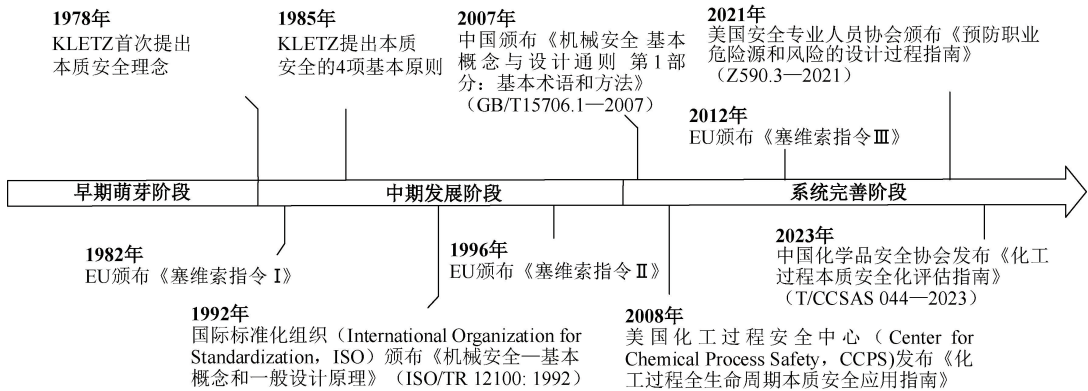 1978年
KLETZ首次提出
本质安全理念
1985年
KLETZ提出本质
安全的4项基本原则
2007年
中国颁布《机械安全 基本
概念与设计通则 第1部
分：基本术语和方法》
（GB/T15706.1—2007）
2021年
美国安全专业人员协会颁布《预防职业
危险源和风险的设计过程指南》
（Z590.3—2021）
2012年
EU颁布《塞维索指令Ⅲ》
早期萌芽阶段
中期发展阶段
系统完善阶段
1982年
EU颁布《塞维索指令Ⅰ》
1992年
国际标准化组织（International Organization for
Standardization，ISO）颁布《机械安全—基本
概念和一般设计原理》（ISO/TR 12100: 1992）
1996年
EU颁布《塞维索指令Ⅱ》
2008年
美国化工过程安全中心（Center for
Chemical Process Safety，CCPS)发布《化
工过程全生命周期本质安全应用指南》
2023年
中国化学品安全协会发布《化工
过程本质安全化评估指南》
（T/CCSAS 044—2023）